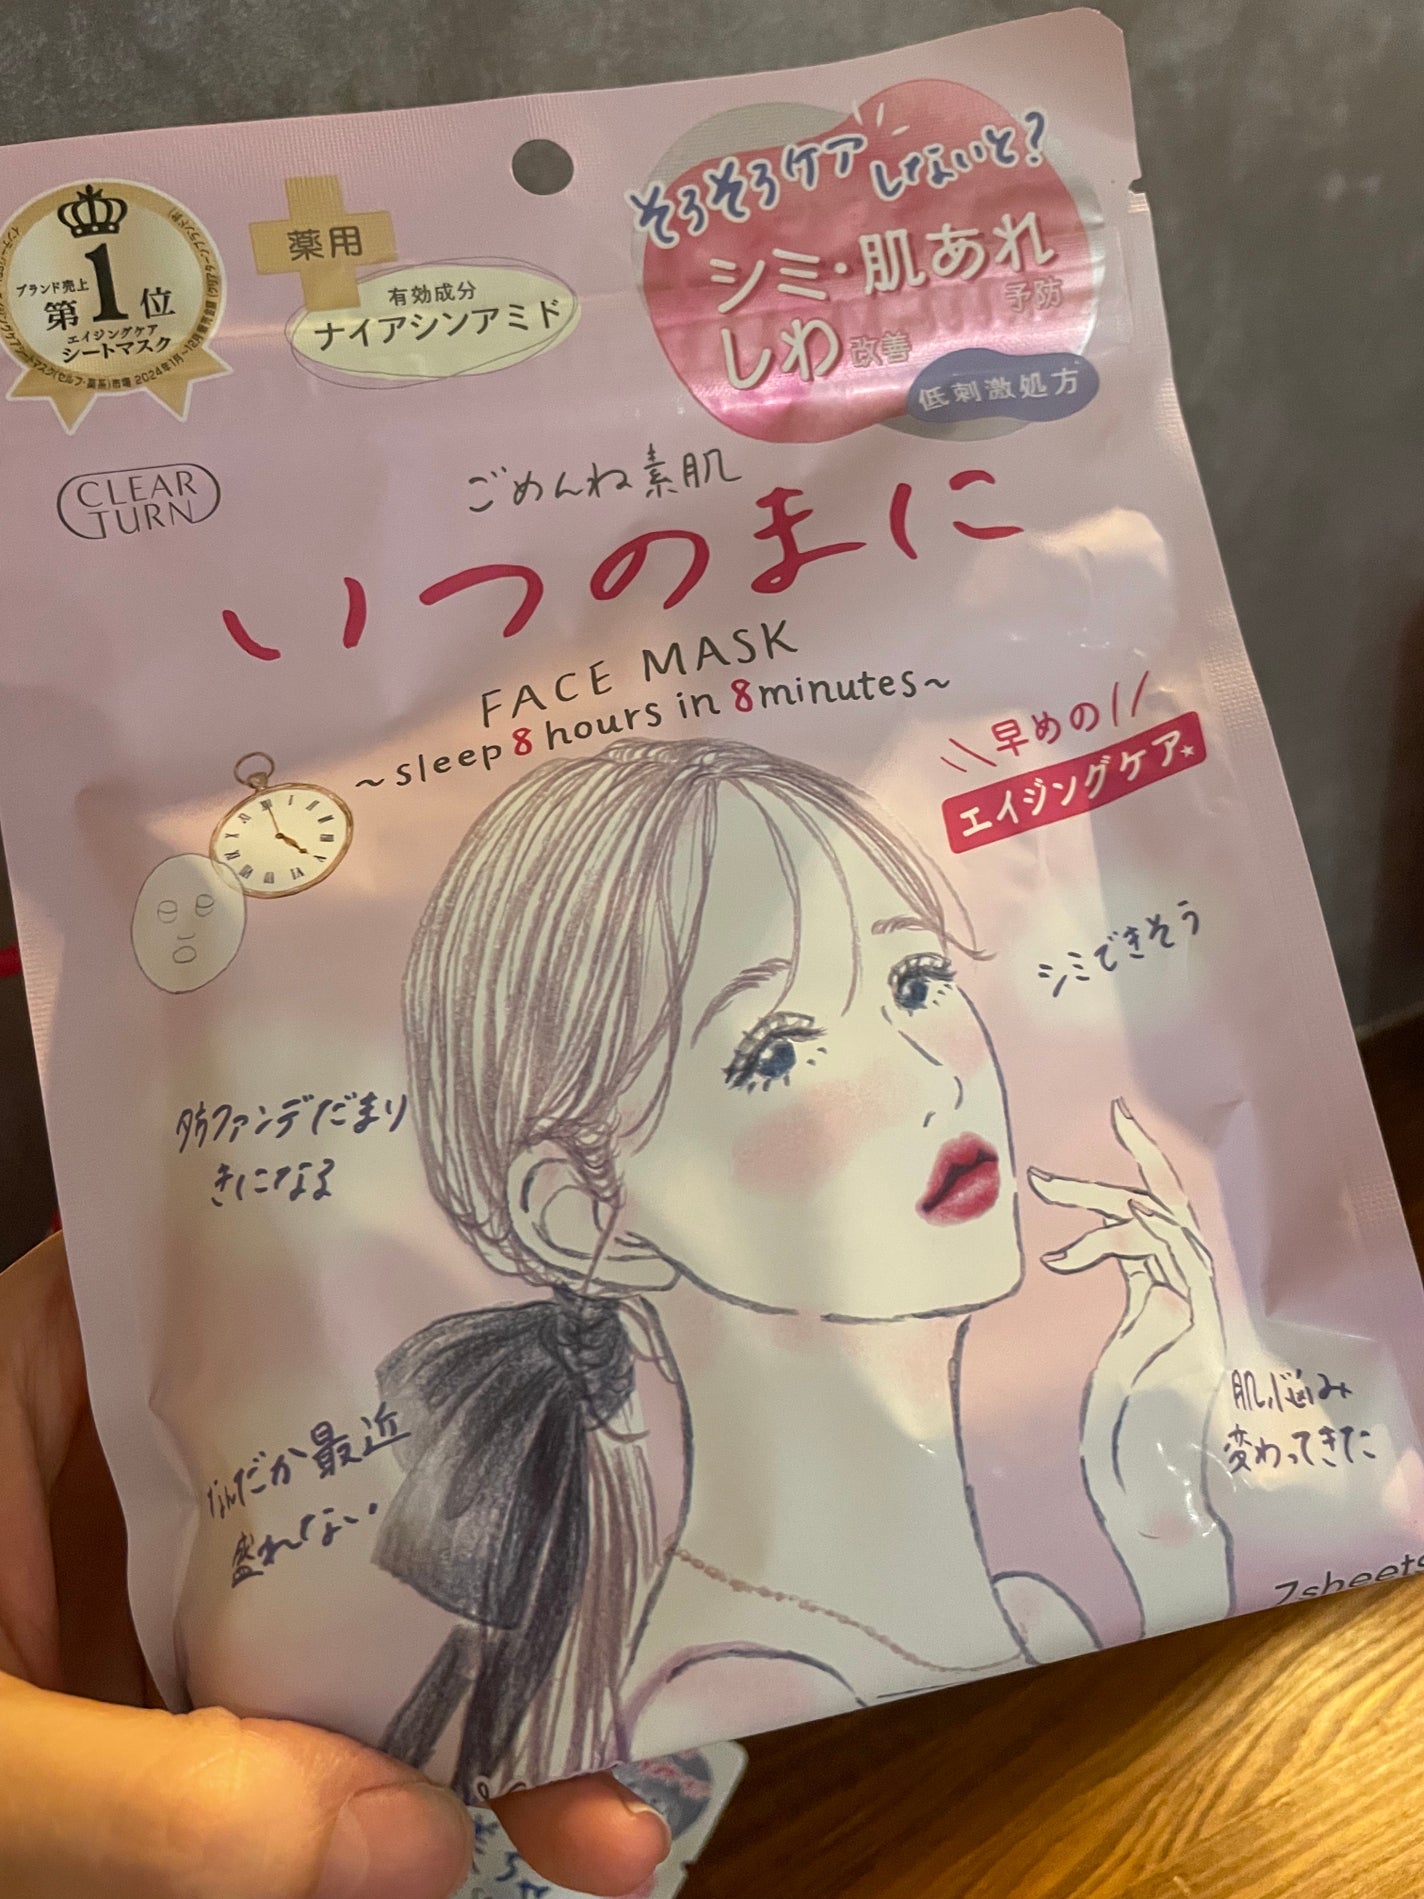 ブランド売上
第1位
エイジングケア
シートマスク
薬用
有効成分
ナイアシンアミド
そろそろケア
しないと?
シミ・肌あれ
予防
しわ改善
低刺激処方
CLEAR
TURN
ごめんね素肌
いつのまに
FACE MASK
~sleep 8 hours in 8 minutes~
早めの
エイジングケア★
シミできそう
ファンデだまり
きになる
なんだか最近
盛れない
肌悩み
変わってきた
7sheets